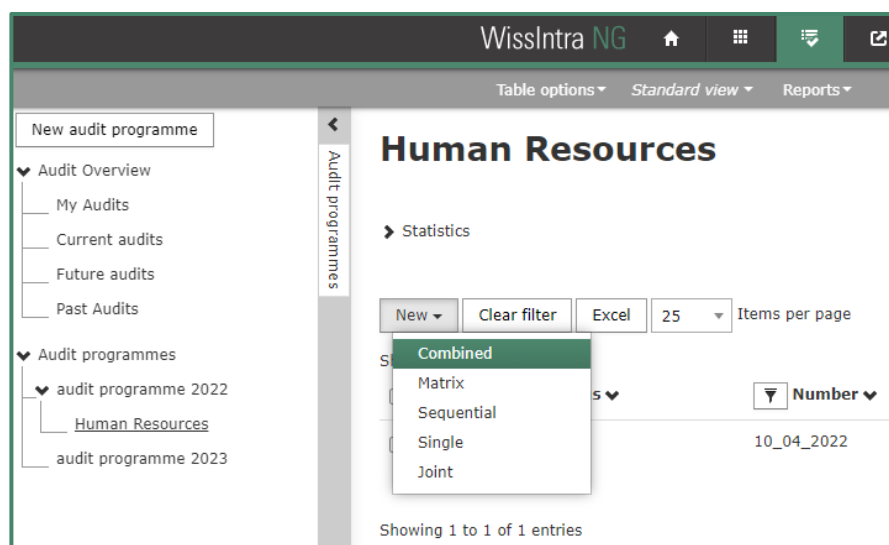 WissIntra NG
Table options Standard view Reports
New audit programme
Audit Overview
My Audits
Current audits
Future audits
Past Audits
Audit programmes
audit programme 2022
Human Resources
audit programme 2023
Audit programmes
Human Resources
Statistics
New Clear filter Excel 25 Items per page
Combined
Matrix
Sequential
Single
Joint
Number
10_04_2022
Showing 1 to 1 of 1 entries